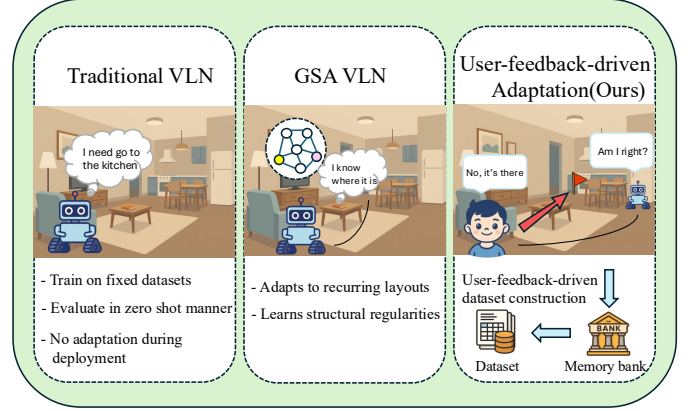 Traditional VLN
I need go to
the kitchen
- Train on fixed datasets
- Evaluate in zero shot manner
- No adaptation during
deployment
GSA VLN
I know
where it is
- Adapts to recurring layouts
- Learns structural regularities
User-feedback-driven
Adaptation(Ours)
Am I right?
No, it's there
User-feedback-driven
dataset construction
BANK
Dataset
Memory bank